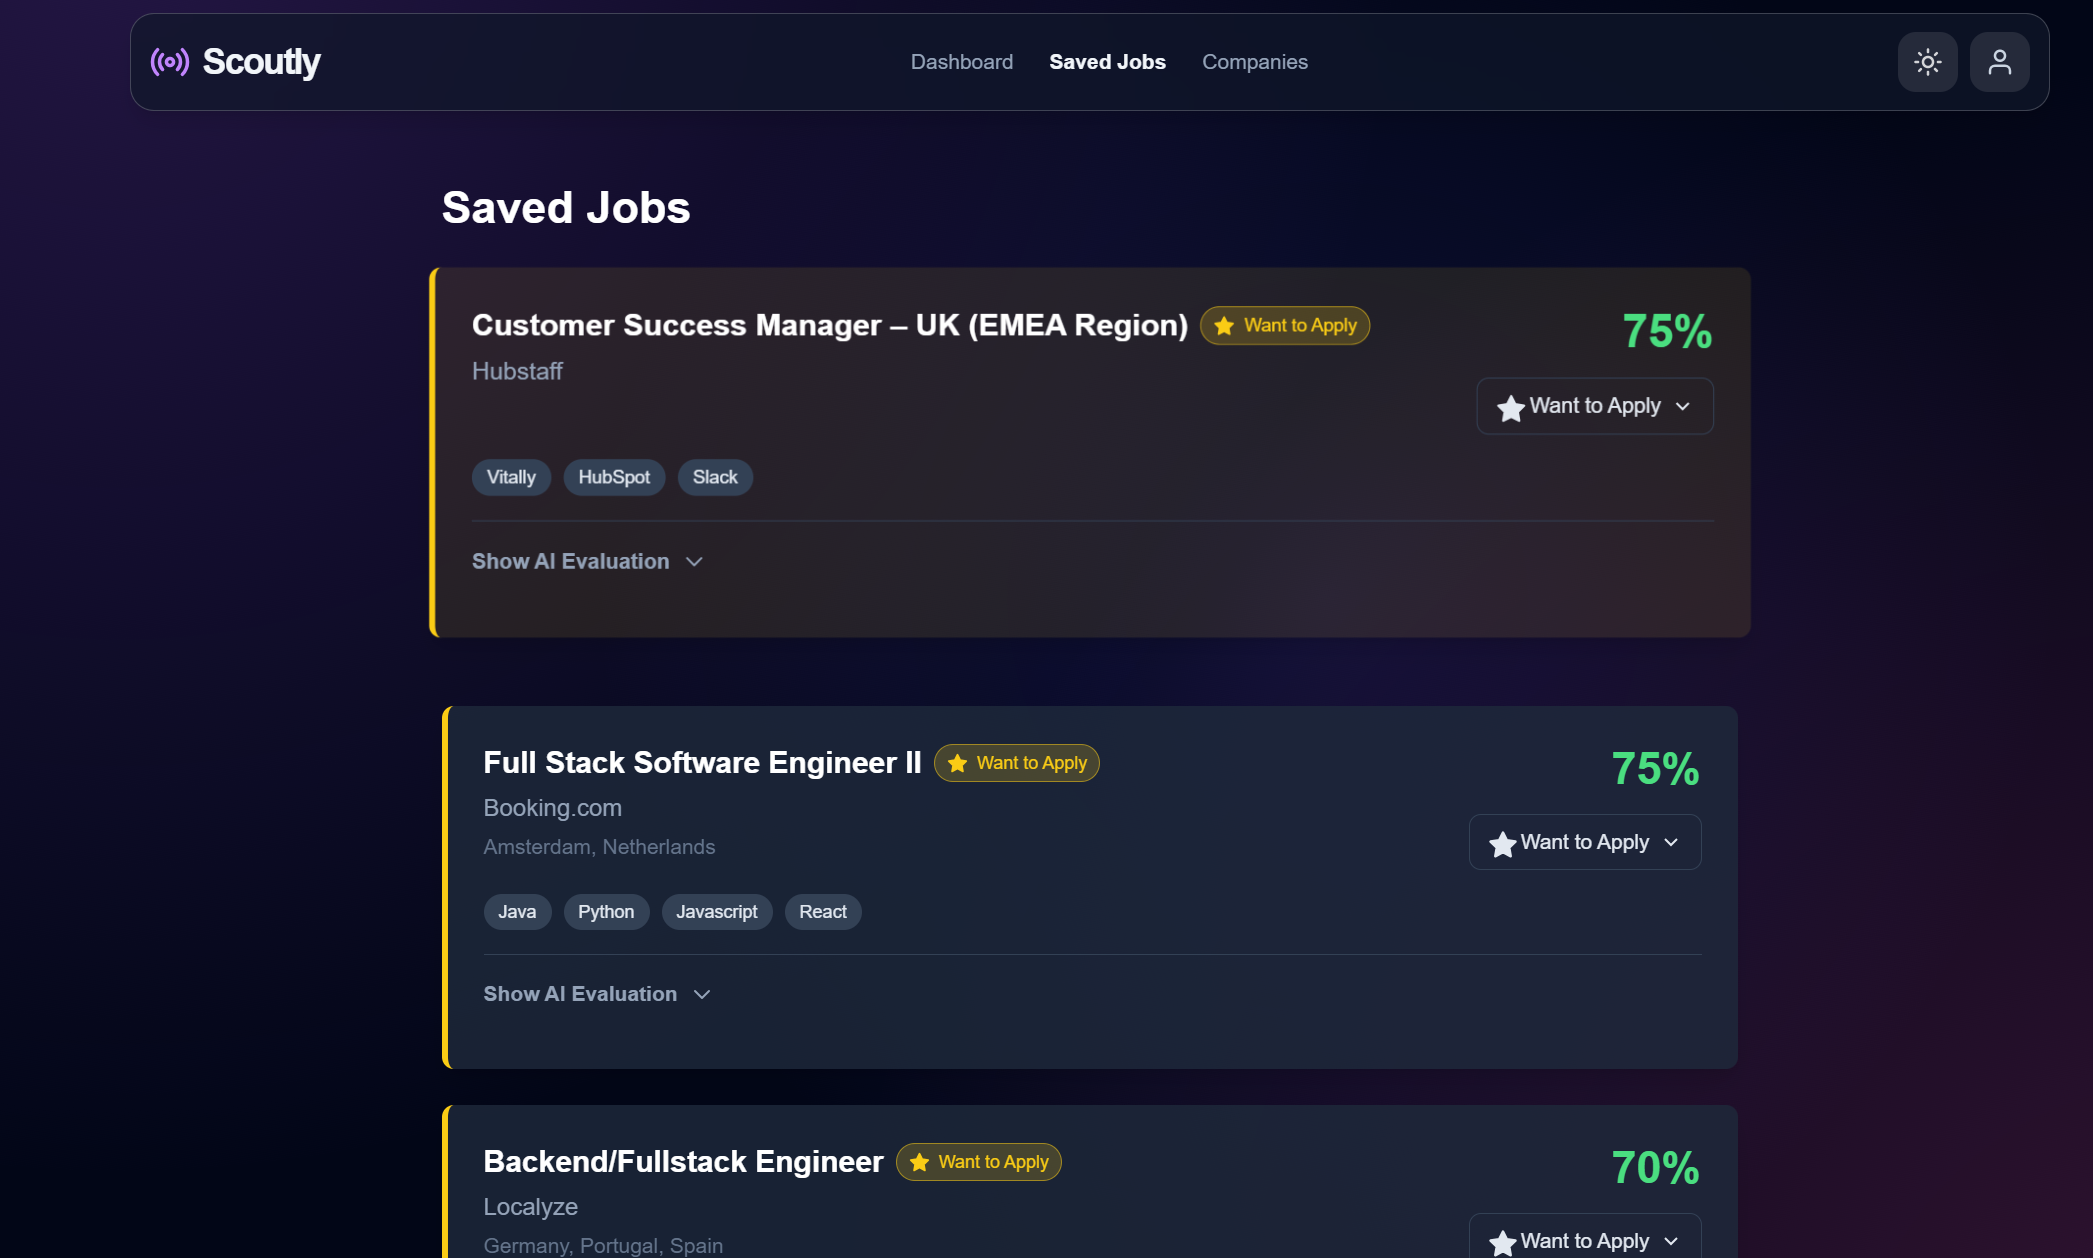 Scoutly
Dashboard Saved Jobs Companies
Saved Jobs
Customer Success Manager – UK (EMEA Region) Want to Apply 75%
Hubstaff
Want to Apply
Vitally HubSpot Slack
Show AI Evaluation
Full Stack Software Engineer II Want to Apply 75%
Booking.com
Want to Apply
Amsterdam, Netherlands
Java Python Javascript React
Show AI Evaluation
Backend/Fullstack Engineer Want to Apply 70%
Localyze
Want to Apply
Germany, Portugal, Spain